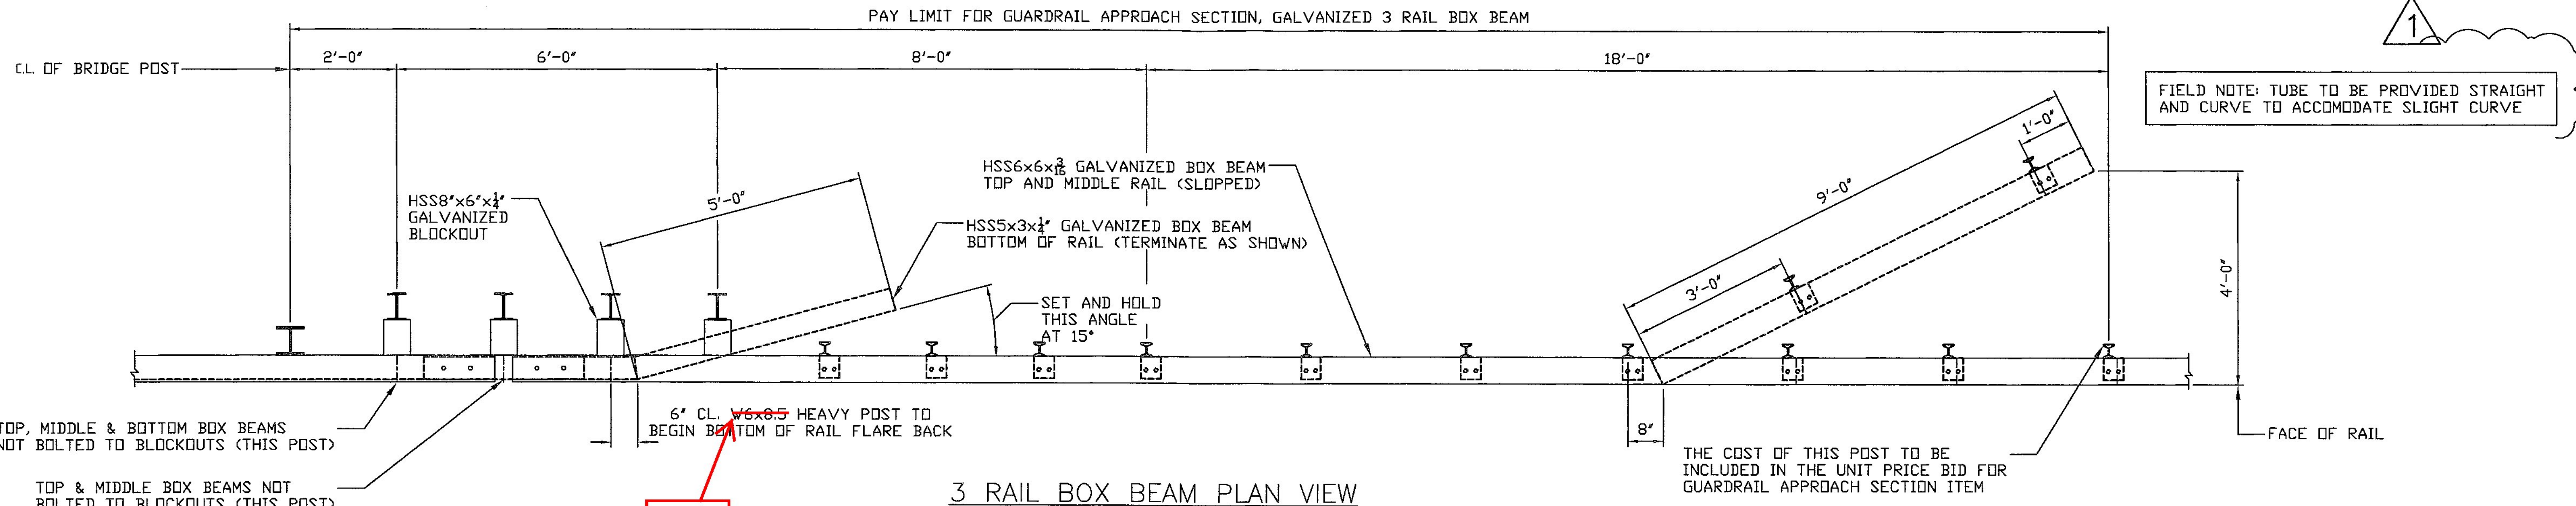 PAY LIMIT FOR GUARDRAIL APPROACH SECTION, GALVANIZED 3 RAIL BOX BEAM
1
C.L. OF BRIDGE POST
2'-0"
6'-0"
8'-0"
18'-0"
FIELD NOTE: TUBE TO BE PROVIDED STRAIGHT
AND CURVE TO ACCOMODATE SLIGHT CURVE
1'-0"
9'-0"
3'-0"
4'-0"
HSS8"x6"x1/4"
GALVANIZED
BLOCKOUT
5'-0"
HSS6x6x3/16 GALVANIZED BOX BEAM
TOP AND MIDDLE RAIL (SLOPPED)
HSS5x3x1/4" GALVANIZED BOX BEAM
BOTTOM OF RAIL (TERMINATE AS SHOWN)
SET AND HOLD
THIS ANGLE
AT 15°
TOP, MIDDLE & BOTTOM BOX BEAMS
NOT BOLTED TO BLOCKOUTS (THIS POST)
6" CL. W6x8.5 HEAVY POST TO
BEGIN BOTTOM OF RAIL FLARE BACK
8"
THE COST OF THIS POST TO BE
INCLUDED IN THE UNIT PRICE BID FOR
GUARDRAIL APPROACH SECTION ITEM
FACE OF RAIL
TOP & MIDDLE BOX BEAMS NOT
BOLTED TO BLOCKOUTS (THIS POST)
3 RAIL BOX BEAM PLAN VIEW